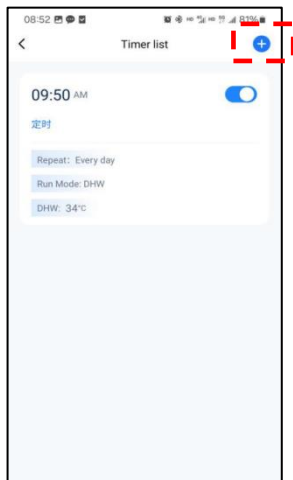 08:52 81%
Timer list
09:50 AM
定时
Repeat: Every day
Run Mode: DHW
DHW: 34°C